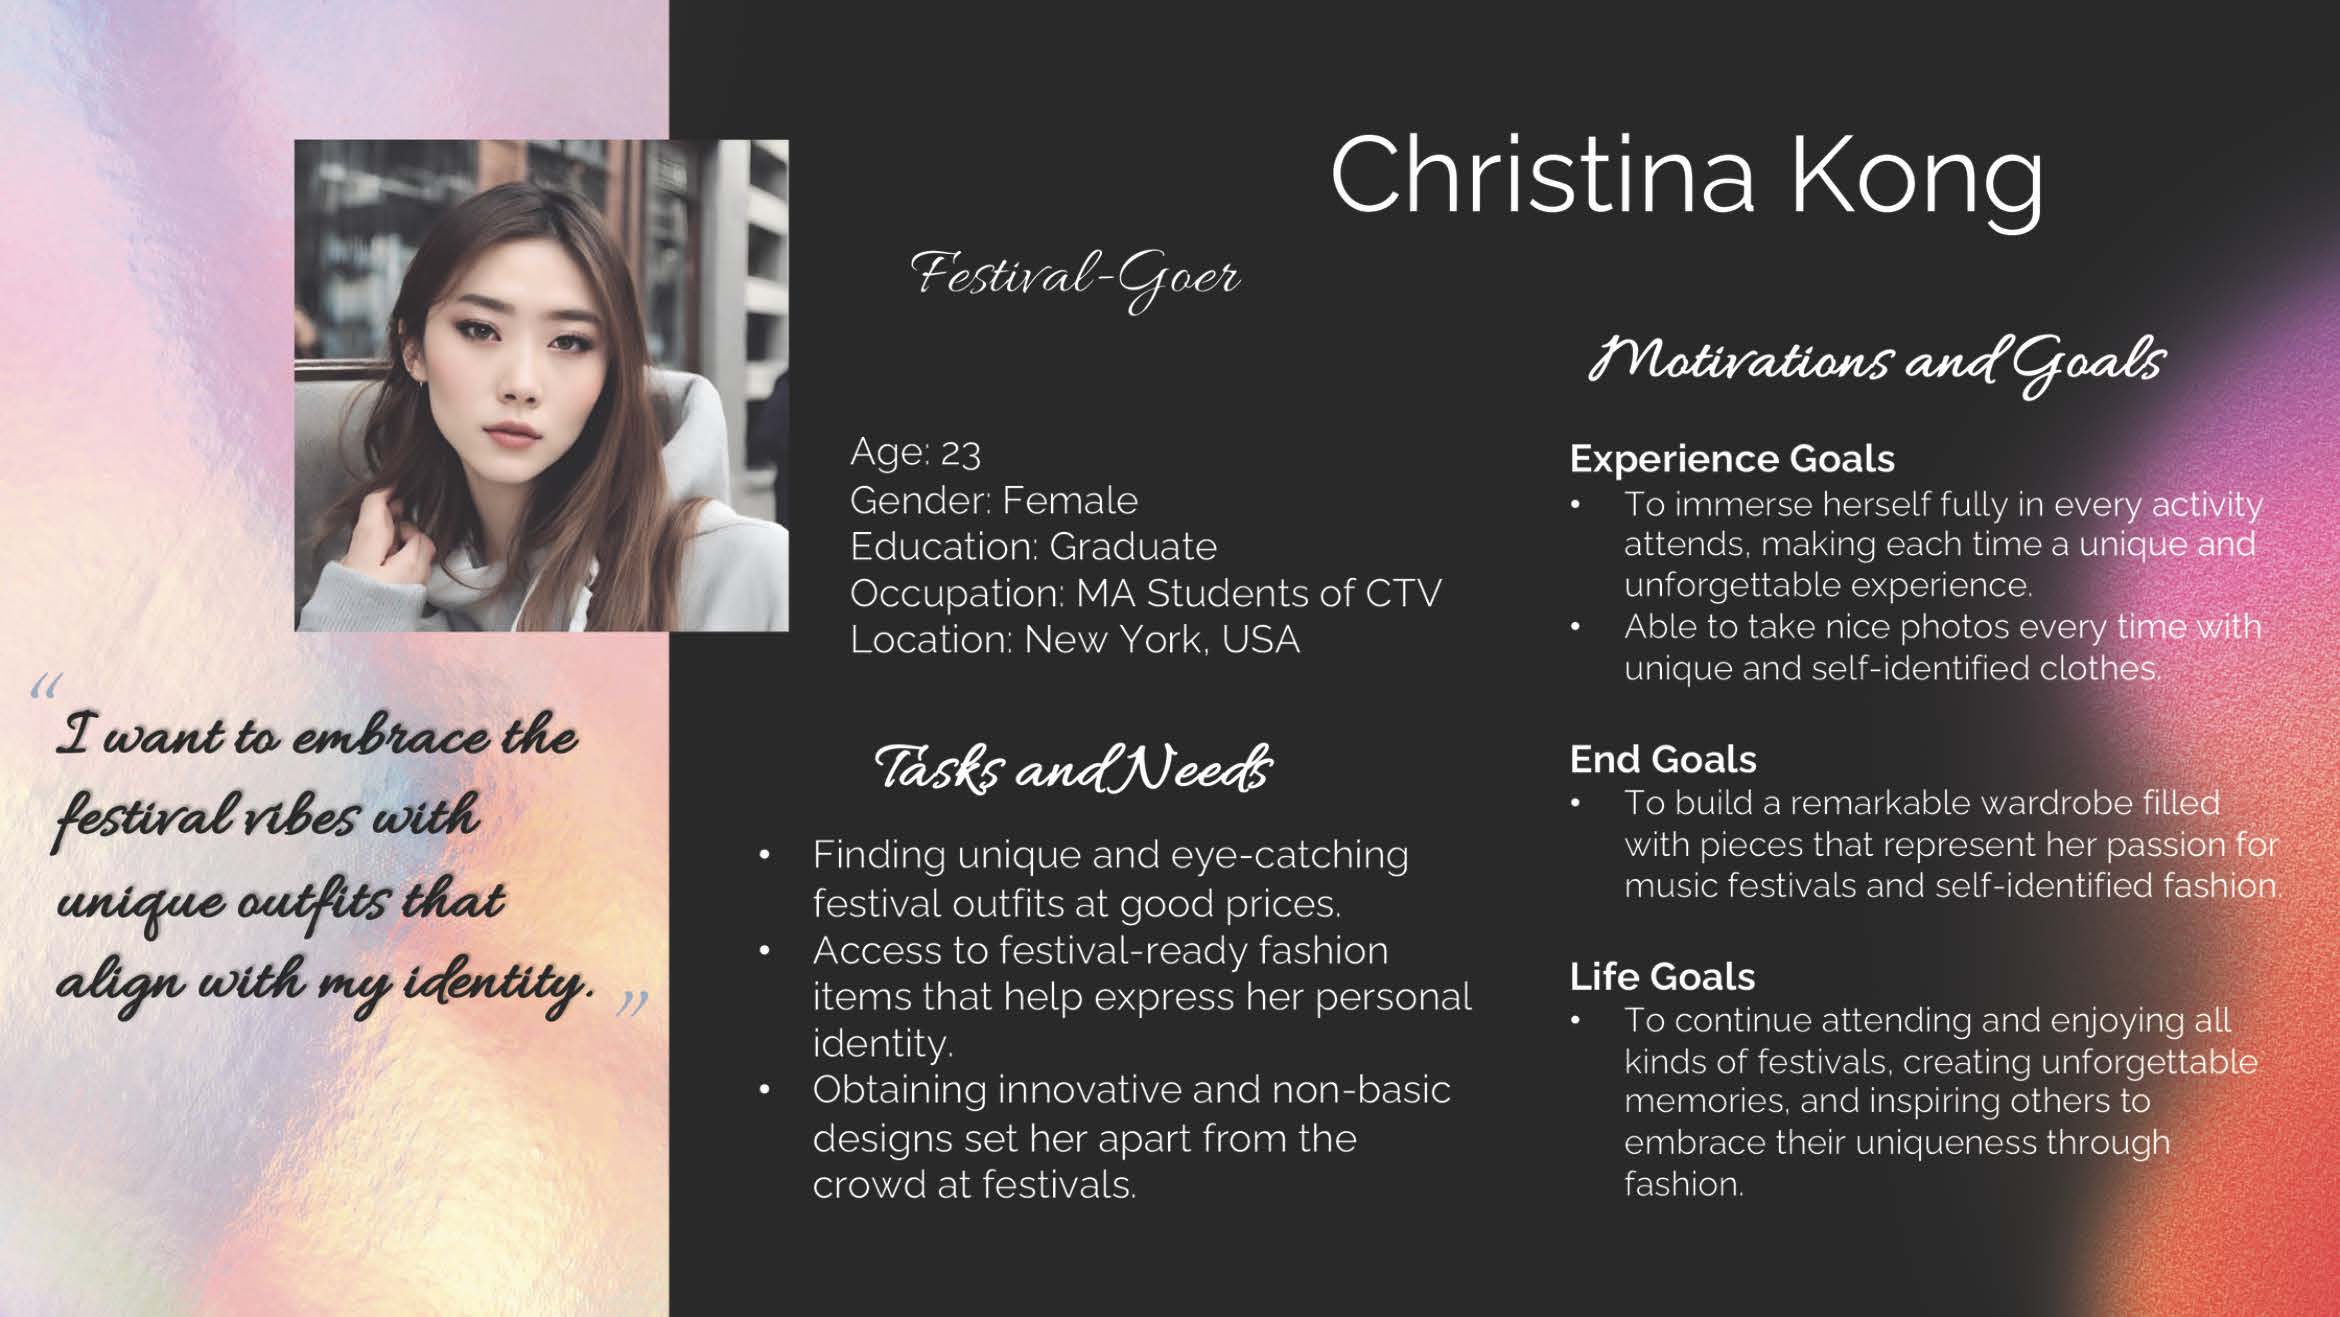 Christina Kong
Festival-Goer
Age: 23
Gender: Female
Education: Graduate
Occupation: MA Students of CTV
Location: New York, USA
“
I want to embrace the
festival vibes with
unique outfits that
align with my identity.
”
Tasks and Needs
• Finding unique and eye-catching
festival outfits at good prices.
• Access to festival-ready fashion
items that help express her personal
identity.
• Obtaining innovative and non-basic
designs set her apart from the
crowd at festivals.
Motivations and Goals
Experience Goals
• To immerse herself fully in every activity
attends, making each time a unique and
unforgettable experience.
• Able to take nice photos every time with
unique and self-identified clothes.
End Goals
• To build a remarkable wardrobe filled
with pieces that represent her passion for
music festivals and self-identified fashion.
Life Goals
• To continue attending and enjoying all
kinds of festivals, creating unforgettable
memories, and inspiring others to
embrace their uniqueness through
fashion.